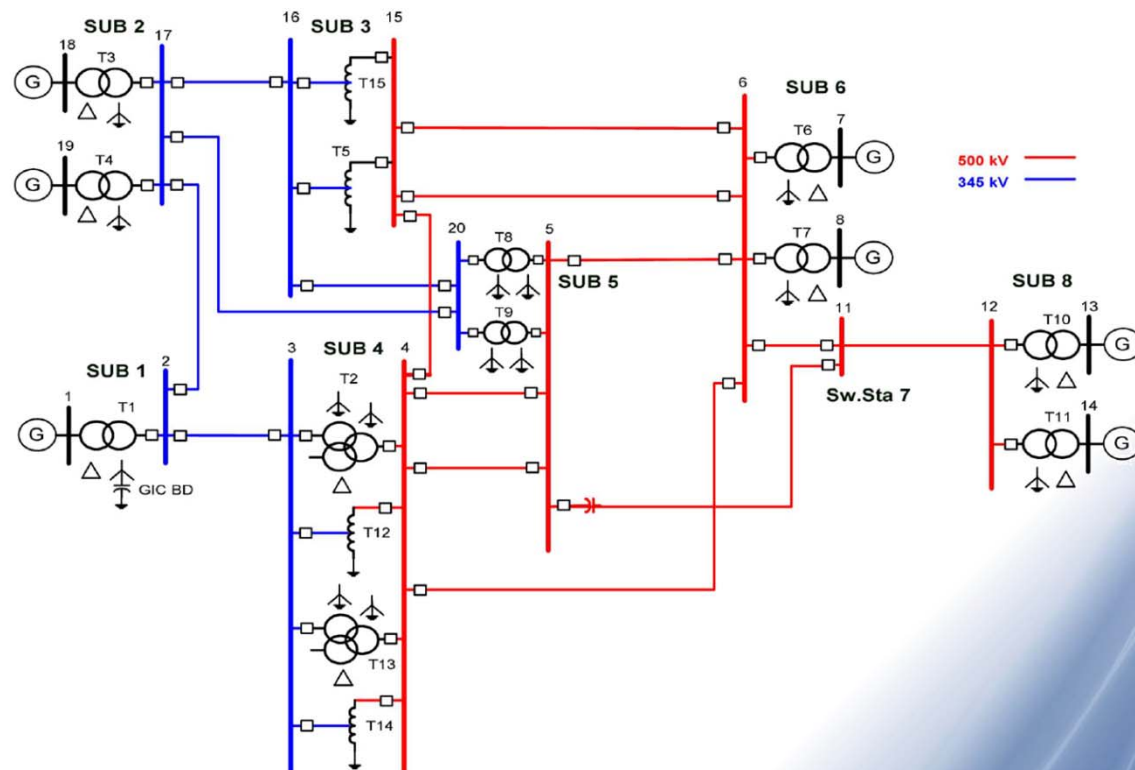 16
15
SUB 2
17
SUB 3
18
T3
G
T15
6
SUB 6
7
T6
G
19
T4
G
T5
500 kV
345 kV
8
T7
G
20
T8
5
SUB 5
T9
11
12
SUB 8
13
T10
G
SUB 1
2
3
SUB 4
4
T2
Sw.Sta 7
1
T1
G
GIC BD
T11
14
G
T12
T13
T14